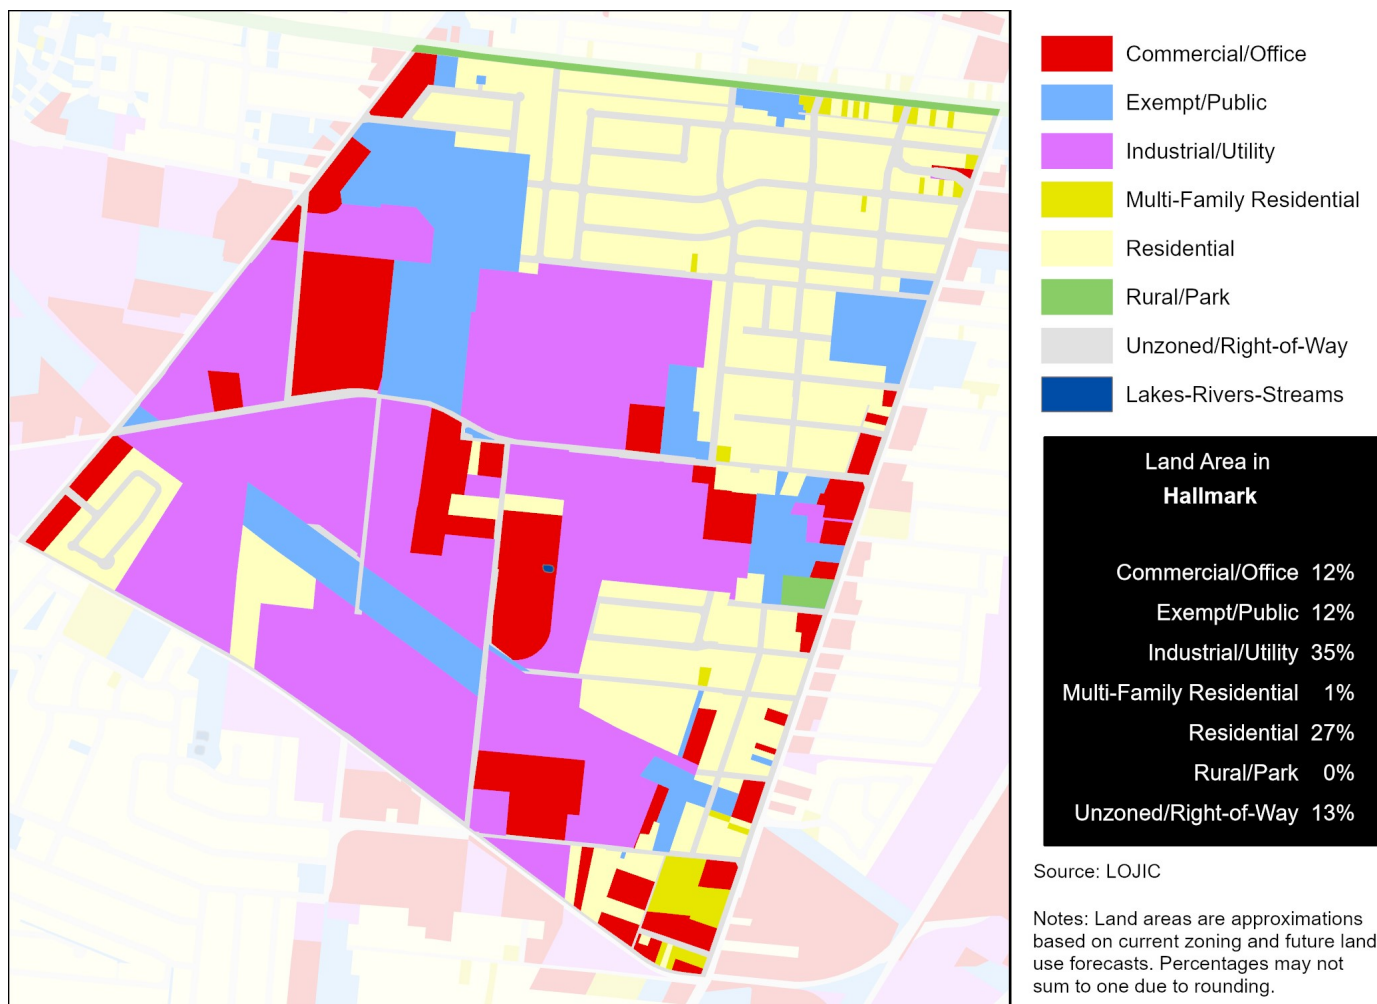 Commercial/Office
Exempt/Public
Industrial/Utility
Multi-Family Residential
Residential
Rural/Park
Unzoned/Right-of-Way
Lakes-Rivers-Streams
Land Area in
Hallmark
Commercial/Office 12%
Exempt/Public 12%
Industrial/Utility 35%
Multi-Family Residential 1%
Residential 27%
Rural/Park 0%
Unzoned/Right-of-Way 13%
Source: LOJIC
Notes: Land areas are approximations
based on current zoning and future land
use forecasts. Percentages may not
sum to one due to rounding.